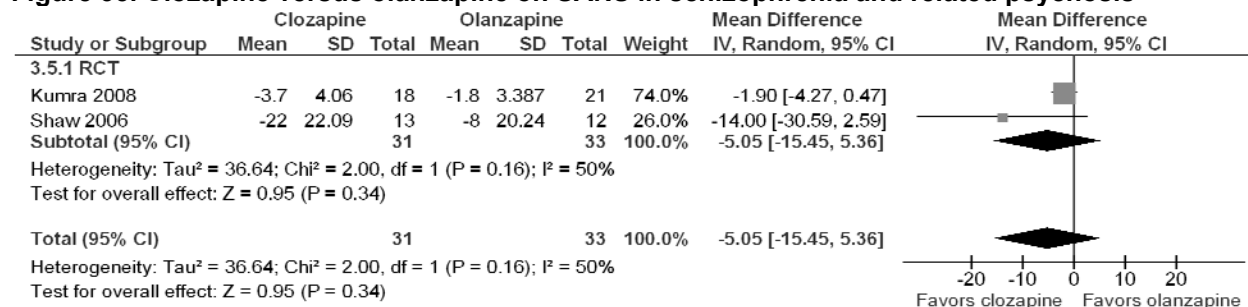 Figure 36. Clozapine versus olanzapine on SANS in schizophrenia and related psychosis
Clozapine Olanzapine Mean Difference Mean Difference
Study or Subgroup Mean SD Total Mean SD Total Weight IV, Random, 95% CI IV, Random, 95% CI
3.5.1 RCT
Kumra 2008 -3.7 4.06 18 -1.8 3.387 21 74.0% -1.90 [-4.27, 0.47]
Shaw 2006 -22 22.09 13 -8 20.24 12 26.0% -14.00 [-30.59, 2.59]
Subtotal (95% CI) 31 33 100.0% -5.05 [-15.45, 5.36]
Heterogeneity: Tau² = 36.64; Chi² = 2.00, df = 1 (P = 0.16); I² = 50%
Test for overall effect: Z = 0.95 (P = 0.34)
Total (95% CI) 31 33 100.0% -5.05 [-15.45, 5.36]
Heterogeneity: Tau² = 36.64; Chi² = 2.00, df = 1 (P = 0.16); I² = 50%
Test for overall effect: Z = 0.95 (P = 0.34)
-20 -10 0 10 20
Favors clozapine Favors olanzapine